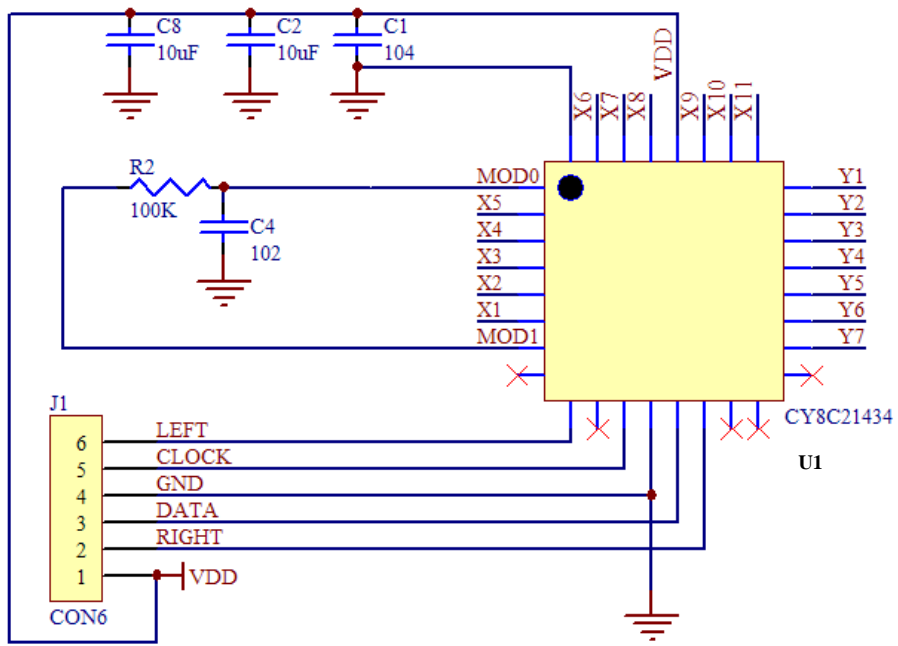 C8
10uF
C2
10uF
C1
104
X6
X7
X8
VDD
X9
X10
X11
R2
100K
C4
102
MOD0
X5
X4
X3
X2
X1
MOD1
Y1
Y2
Y3
Y4
Y5
Y6
Y7
CY8C21434
U1
J1
6 LEFT
5 CLOCK
4 GND
3 DATA
2 RIGHT
1 VDD
CON6